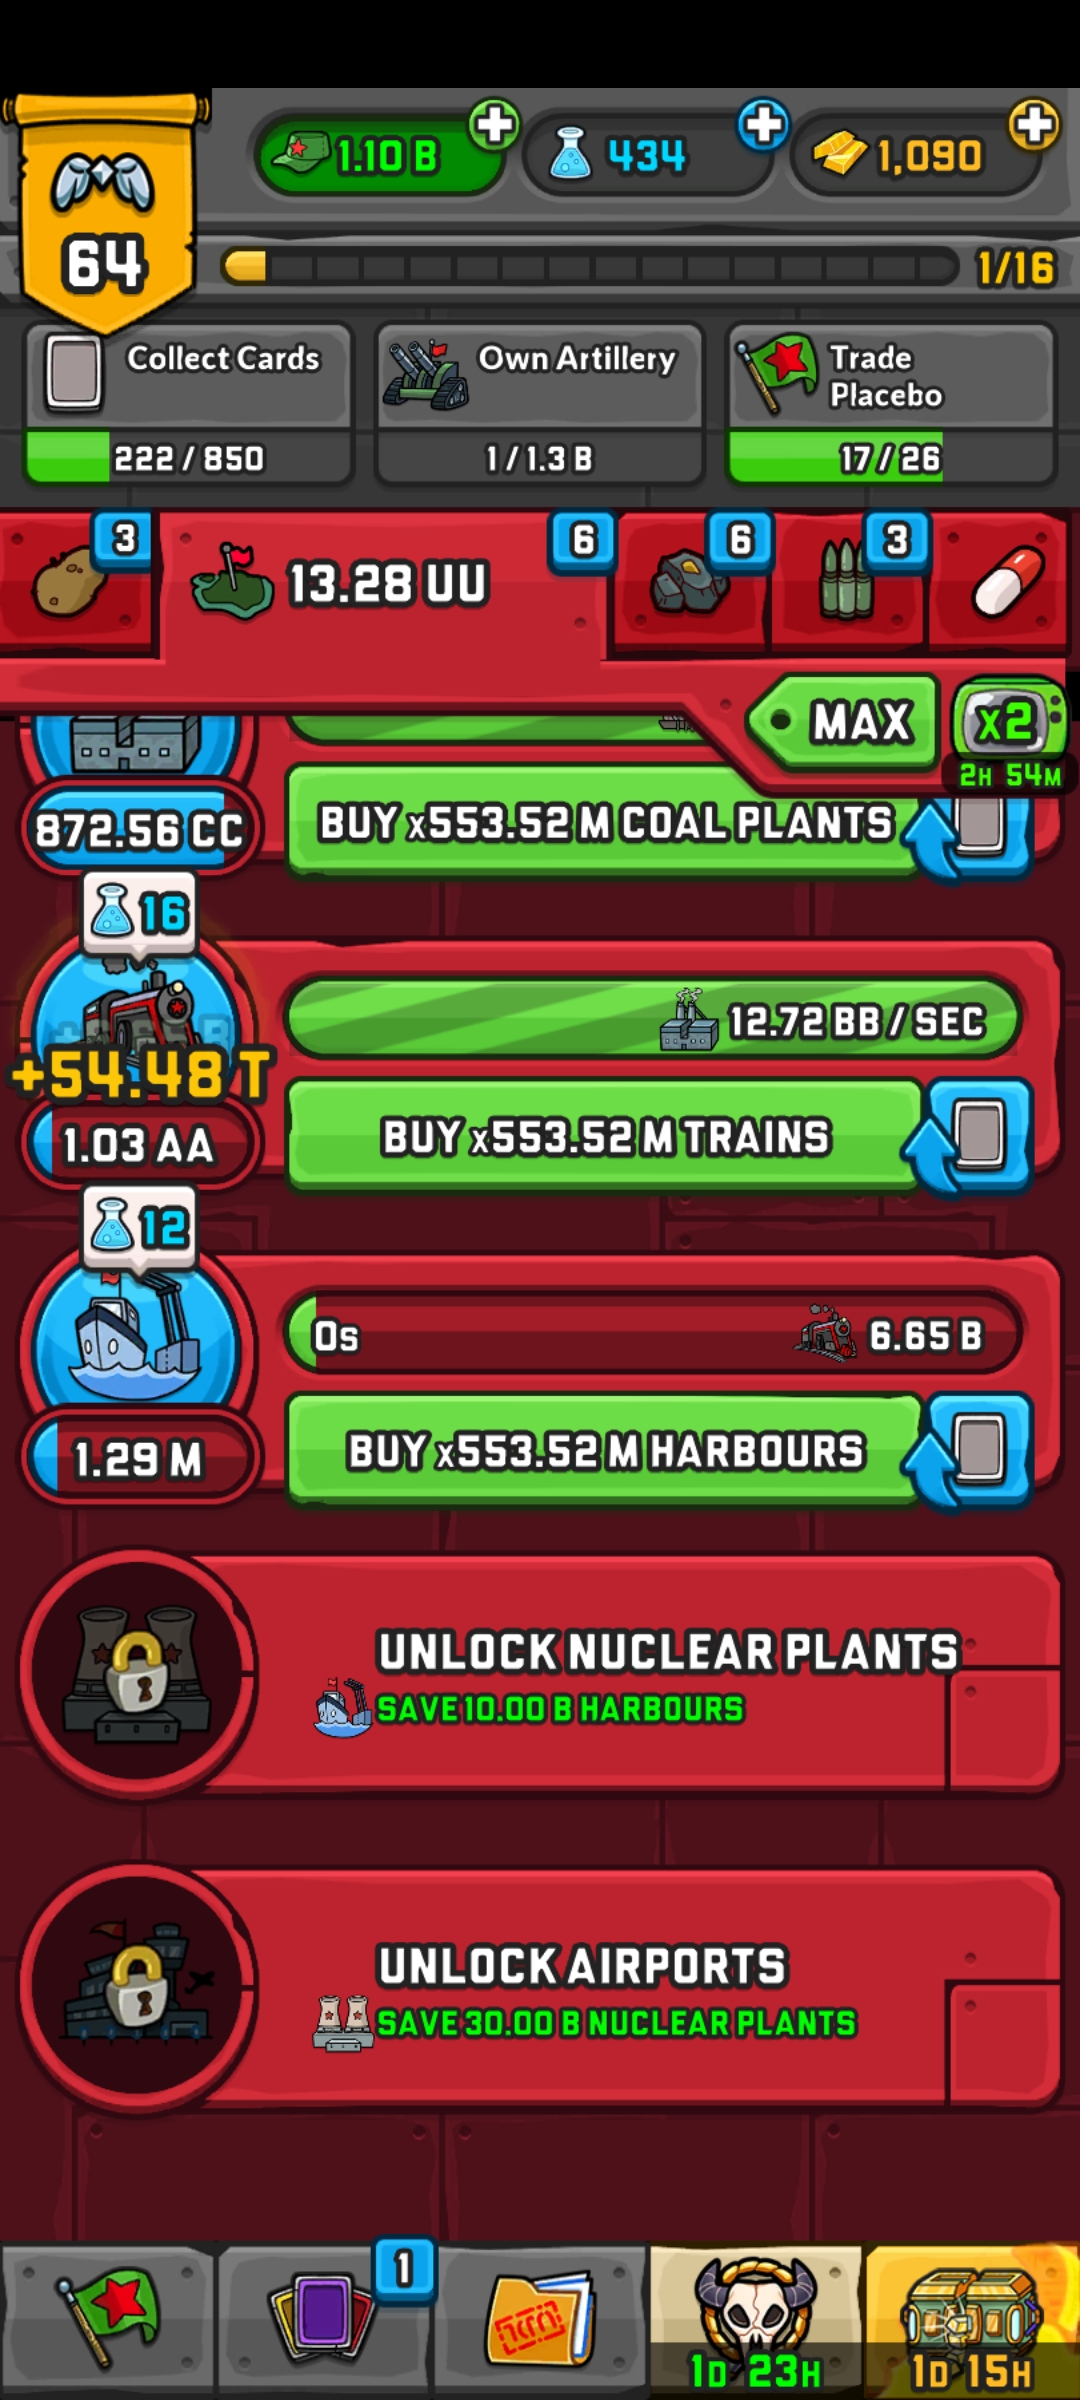 64
1.10 B
434
1,090
1/16
Collect Cards
222 / 850
Own Artillery
1 / 1.3 B
Trade
Placebo
17 / 26
3
13.28 UU
6
6
3
MAX
x2
2H 54M
872.56 CC
BUY x553.52 M COAL PLANTS
16
+54.48 T
12.72 BB / SEC
1.03 AA
BUY x553.52 M TRAINS
12
0s
6.65 B
1.29 M
BUY x553.52 M HARBOURS
UNLOCK NUCLEAR PLANTS
SAVE 10.00 B HARBOURS
UNLOCK AIRPORTS
SAVE 30.00 B NUCLEAR PLANTS
1
1D 23H
1D 15H